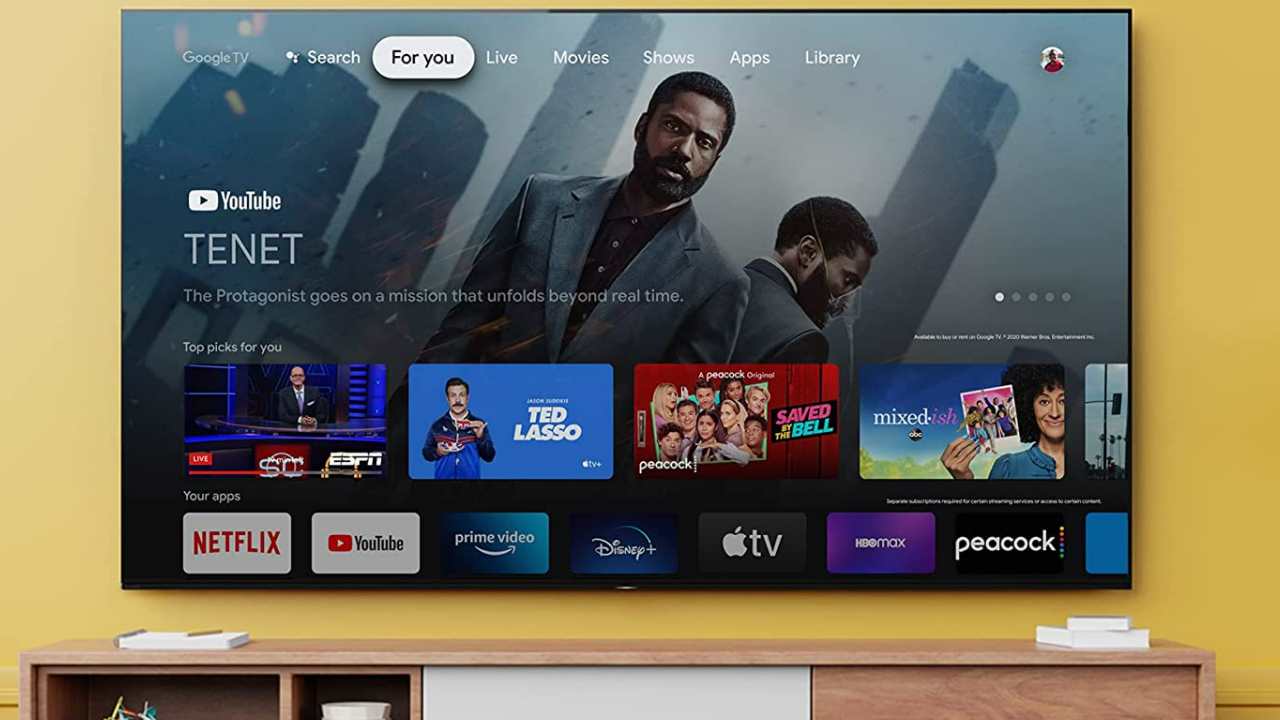 Google TV
Search
For you
Live
Movies
Shows
Apps
Library
YouTube
TENET
The Protagonist goes on a mission that unfolds beyond real time.
Available to buy or rent on Google TV. © 2020 Warner Bros. Entertainment Inc.
Top picks for you
LIVE
SC
ESPN
JASON SUDEIKIS
TED
LASSO
tv+
A peacock Original
SAVED
BY THE BELL
peacock
mixed·ish
abc
Your apps
Separate subscriptions required for certain streaming services or access to certain content.
NETFLIX
YouTube
prime video
Disney+
tv
HBOmax
peacock